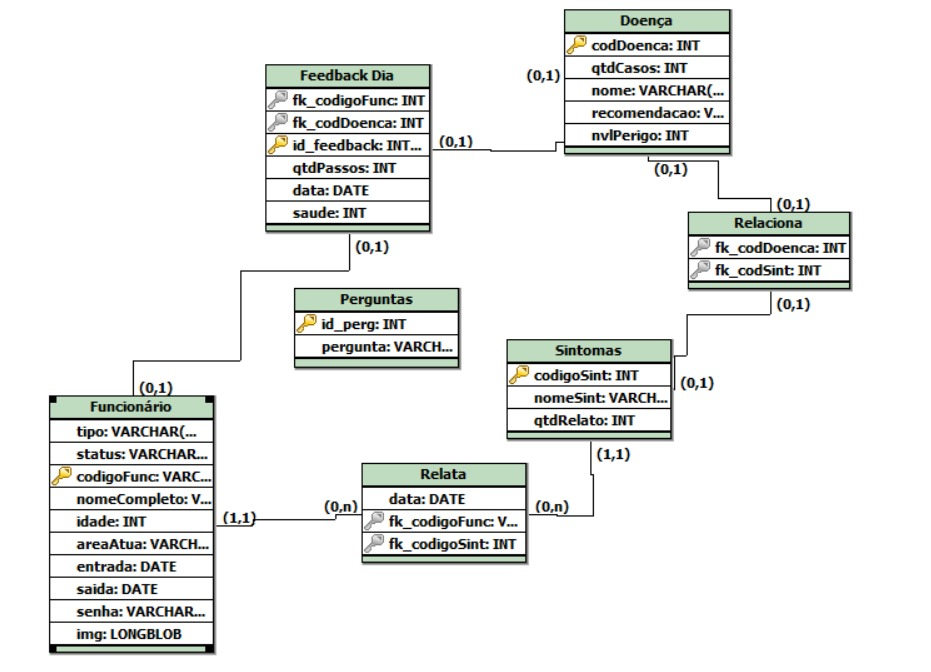 Doença
codDoenca: INT
qtdCasos: INT
nome: VARCHAR(...
recomendacao: V...
nvlPerigo: INT
(0,1)
Feedback Dia
fk_codigoFunc: INT
fk_codDoenca: INT
id_feedback: INT...
qtdPassos: INT
data: DATE
saude: INT
(0,1)
(0,1)
(0,1)
Relaciona
fk_codDoenca: INT
fk_codSint: INT
(0,1)
(0,1)
Perguntas
id_perg: INT
pergunta: VARCH...
Sintomas
codigoSint: INT
nomeSint: VARCH...
qtdRelato: INT
(0,1)
(1,1)
(0,1)
Funcionário
tipo: VARCHAR(...
status: VARCHAR...
codigoFunc: VARC...
nomeCompleto: V...
idade: INT
areaAtua: VARCH...
entrada: DATE
saida: DATE
senha: VARCHAR...
img: LONGBLOB
(1,1)
(0,n)
Relata
data: DATE
fk_codigoFunc: V...
fk_codigoSint: INT
(0,n)